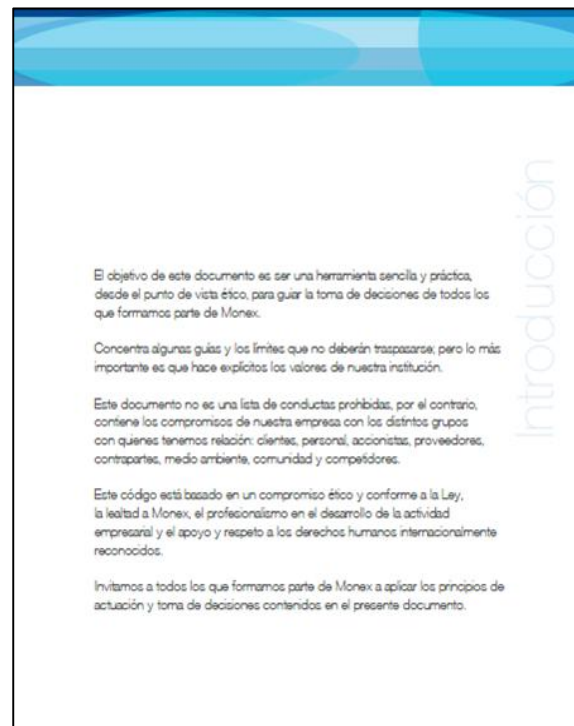 Introducción
El objetivo de este documento es ser una herramienta sencilla y práctica,
desde el punto de vista ético, para guiar la toma de decisiones de todos los
que formamos parte de Monex.
Concentra algunas guías y los límites que no deberán traspasarse; pero lo más
importante es que hace explícitos los valores de nuestra institución.
Este documento no es una lista de conductas prohibidas, por el contrario,
contiene los compromisos de nuestra empresa con los distintos grupos
con quienes tenemos relación: clientes, personal, accionistas, proveedores,
contrapartes, medio ambiente, comunidad y competidores.
Este código está basado en un compromiso ético y conforme a la Ley,
la lealtad a Monex, el profesionalismo en el desarrollo de la actividad
empresarial y el apoyo y respeto a los derechos humanos internacionalmente
reconocidos.
Invitamos a todos los que formamos parte de Monex a aplicar los principios de
actuación y toma de decisiones contenidos en el presente documento.